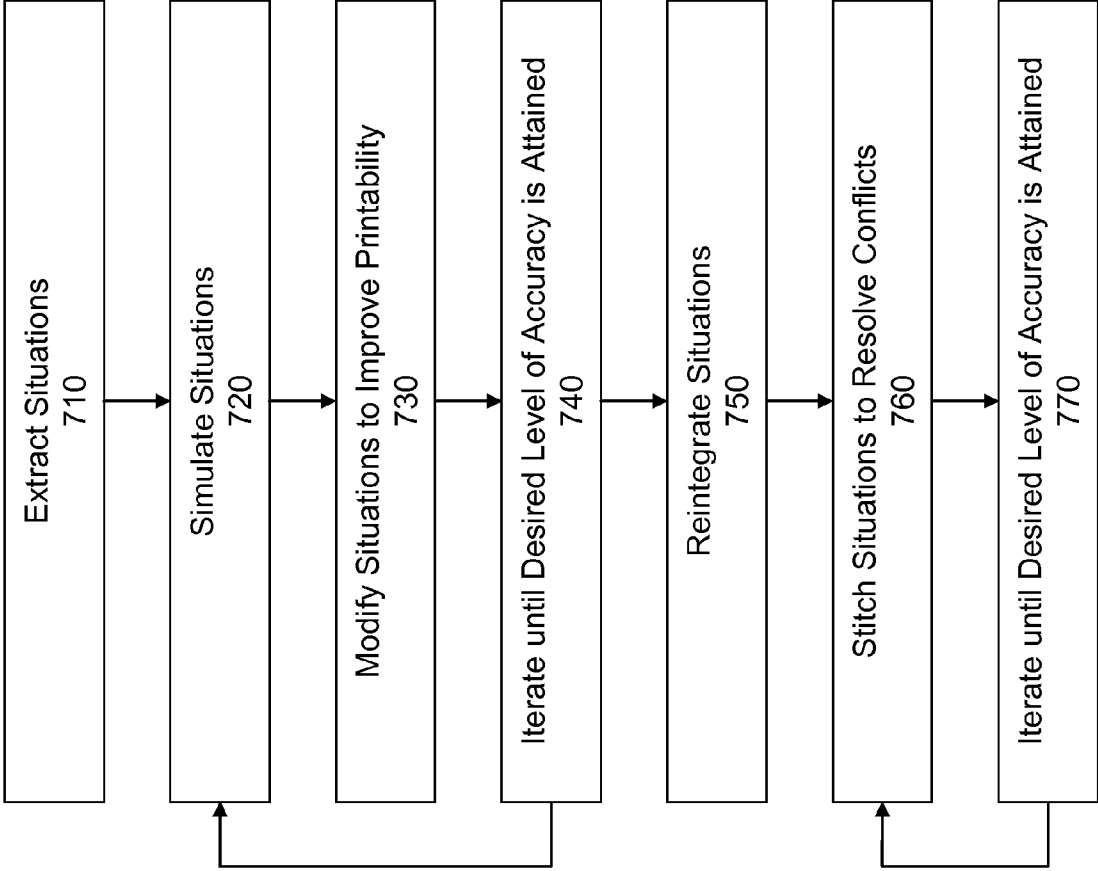 Extract Situations
710
Simulate Situations
720
Modify Situations to Improve Printability
730
Iterate until Desired Level of Accuracy is Attained
740
Reintegrate Situations
750
Stitch Situations to Resolve Conflicts
760
Iterate until Desired Level of Accuracy is Attained
770